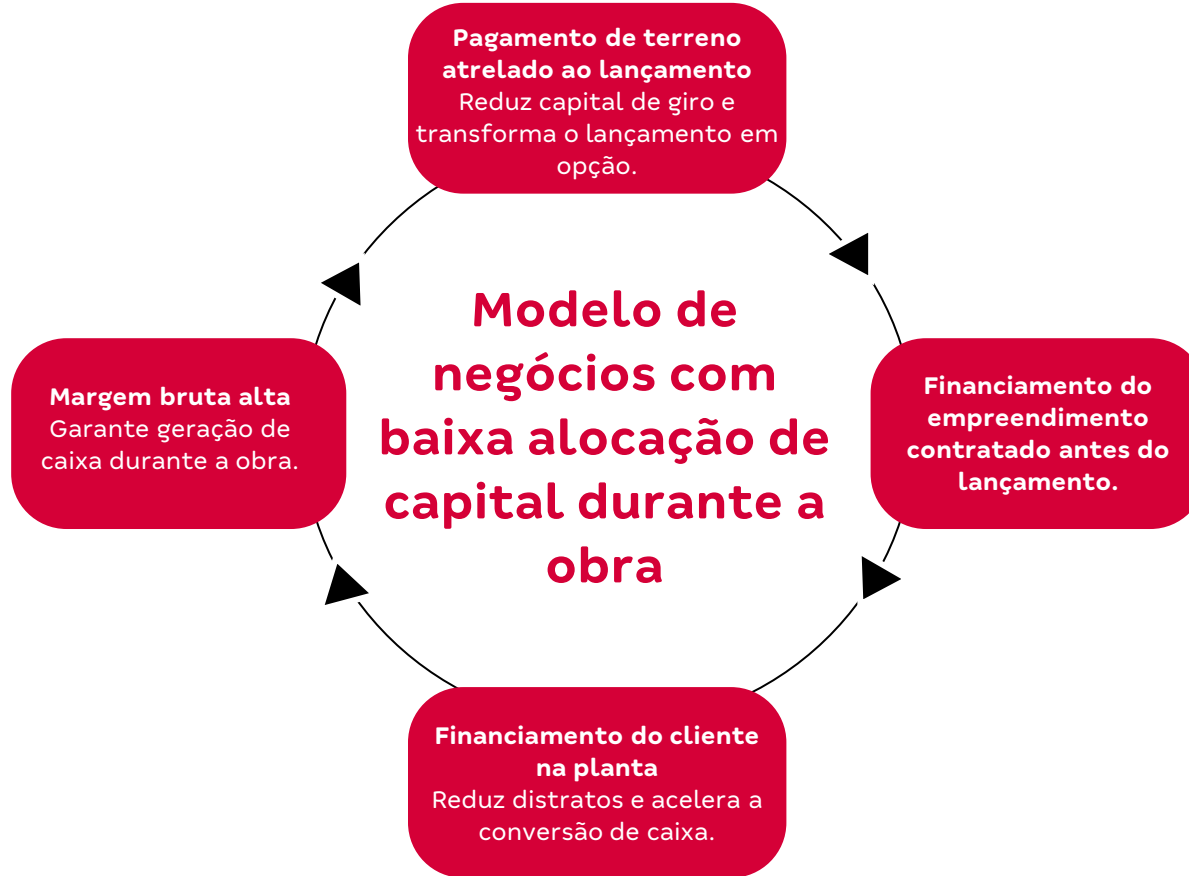 Pagamento de terreno
atrelado ao lançamento
Reduz capital de giro e
transforma o lançamento em
opção.
Modelo de
negócios com
baixa alocação de
capital durante a
obra
Margem bruta alta
Garante geração de
caixa durante a obra.
Financiamento do
empreendimento
contratado antes do
lançamento.
Financiamento do cliente
na planta
Reduz distratos e acelera a
conversão de caixa.